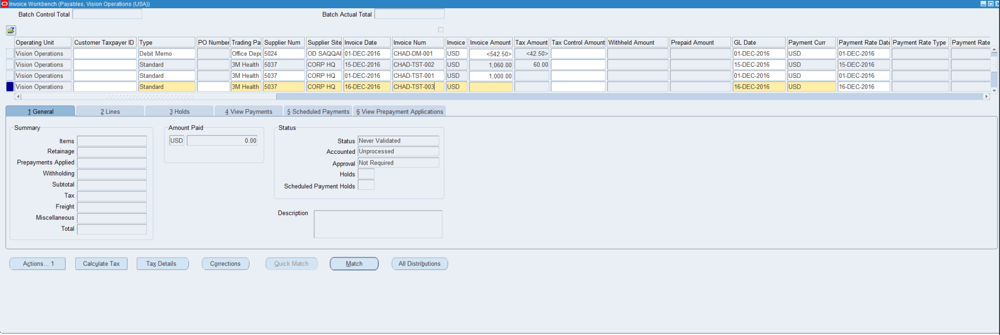 Invoice Workbench (Payables, Vision Operations (USA))
Batch Control Total Batch Actual Total
Operating Unit Customer Taxpayer ID Type PO Number Trading Pa Supplier Num Supplier Site Invoice Date Invoice Num Invoice Invoice Amount Tax Amount Tax Control Amount Withheld Amount Prepaid Amount GL Date Payment Curr Payment Rate Date Payment Rate Type Payment Rate
Vision Operations Debit Memo Office Depo 5024 OD SAQQAR 01-DEC-2016 CHAD-DM-001 USD <542.50> <42.50> 01-DEC-2016 USD 01-DEC-2016
Vision Operations Standard 3M Health 5037 CORP HQ 15-DEC-2016 CHAD-TST-002 USD 1,060.00 60.00 15-DEC-2016 USD 15-DEC-2016
Vision Operations Standard 3M Health 5037 CORP HQ 01-DEC-2016 CHAD-TST-001 USD 1,000.00 01-DEC-2016 USD 01-DEC-2016
Vision Operations Standard 3M Health 5037 CORP HQ 16-DEC-2016 CHAD-TST-003 USD 16-DEC-2016 USD 16-DEC-2016
1 General 2 Lines 3 Holds 4 View Payments 5 Scheduled Payments 6 View Prepayment Applications
Summary
Items
Retainage
Prepayments Applied
Withholding
Subtotal
Tax
Freight
Miscellaneous
Total
Amount Paid
USD 0.00
Status
Status Never Validated
Accounted Unprocessed
Approval Not Required
Holds
Scheduled Payment Holds
Description
Actions... 1 Calculate Tax Tax Details Corrections Quick Match Match All Distributions